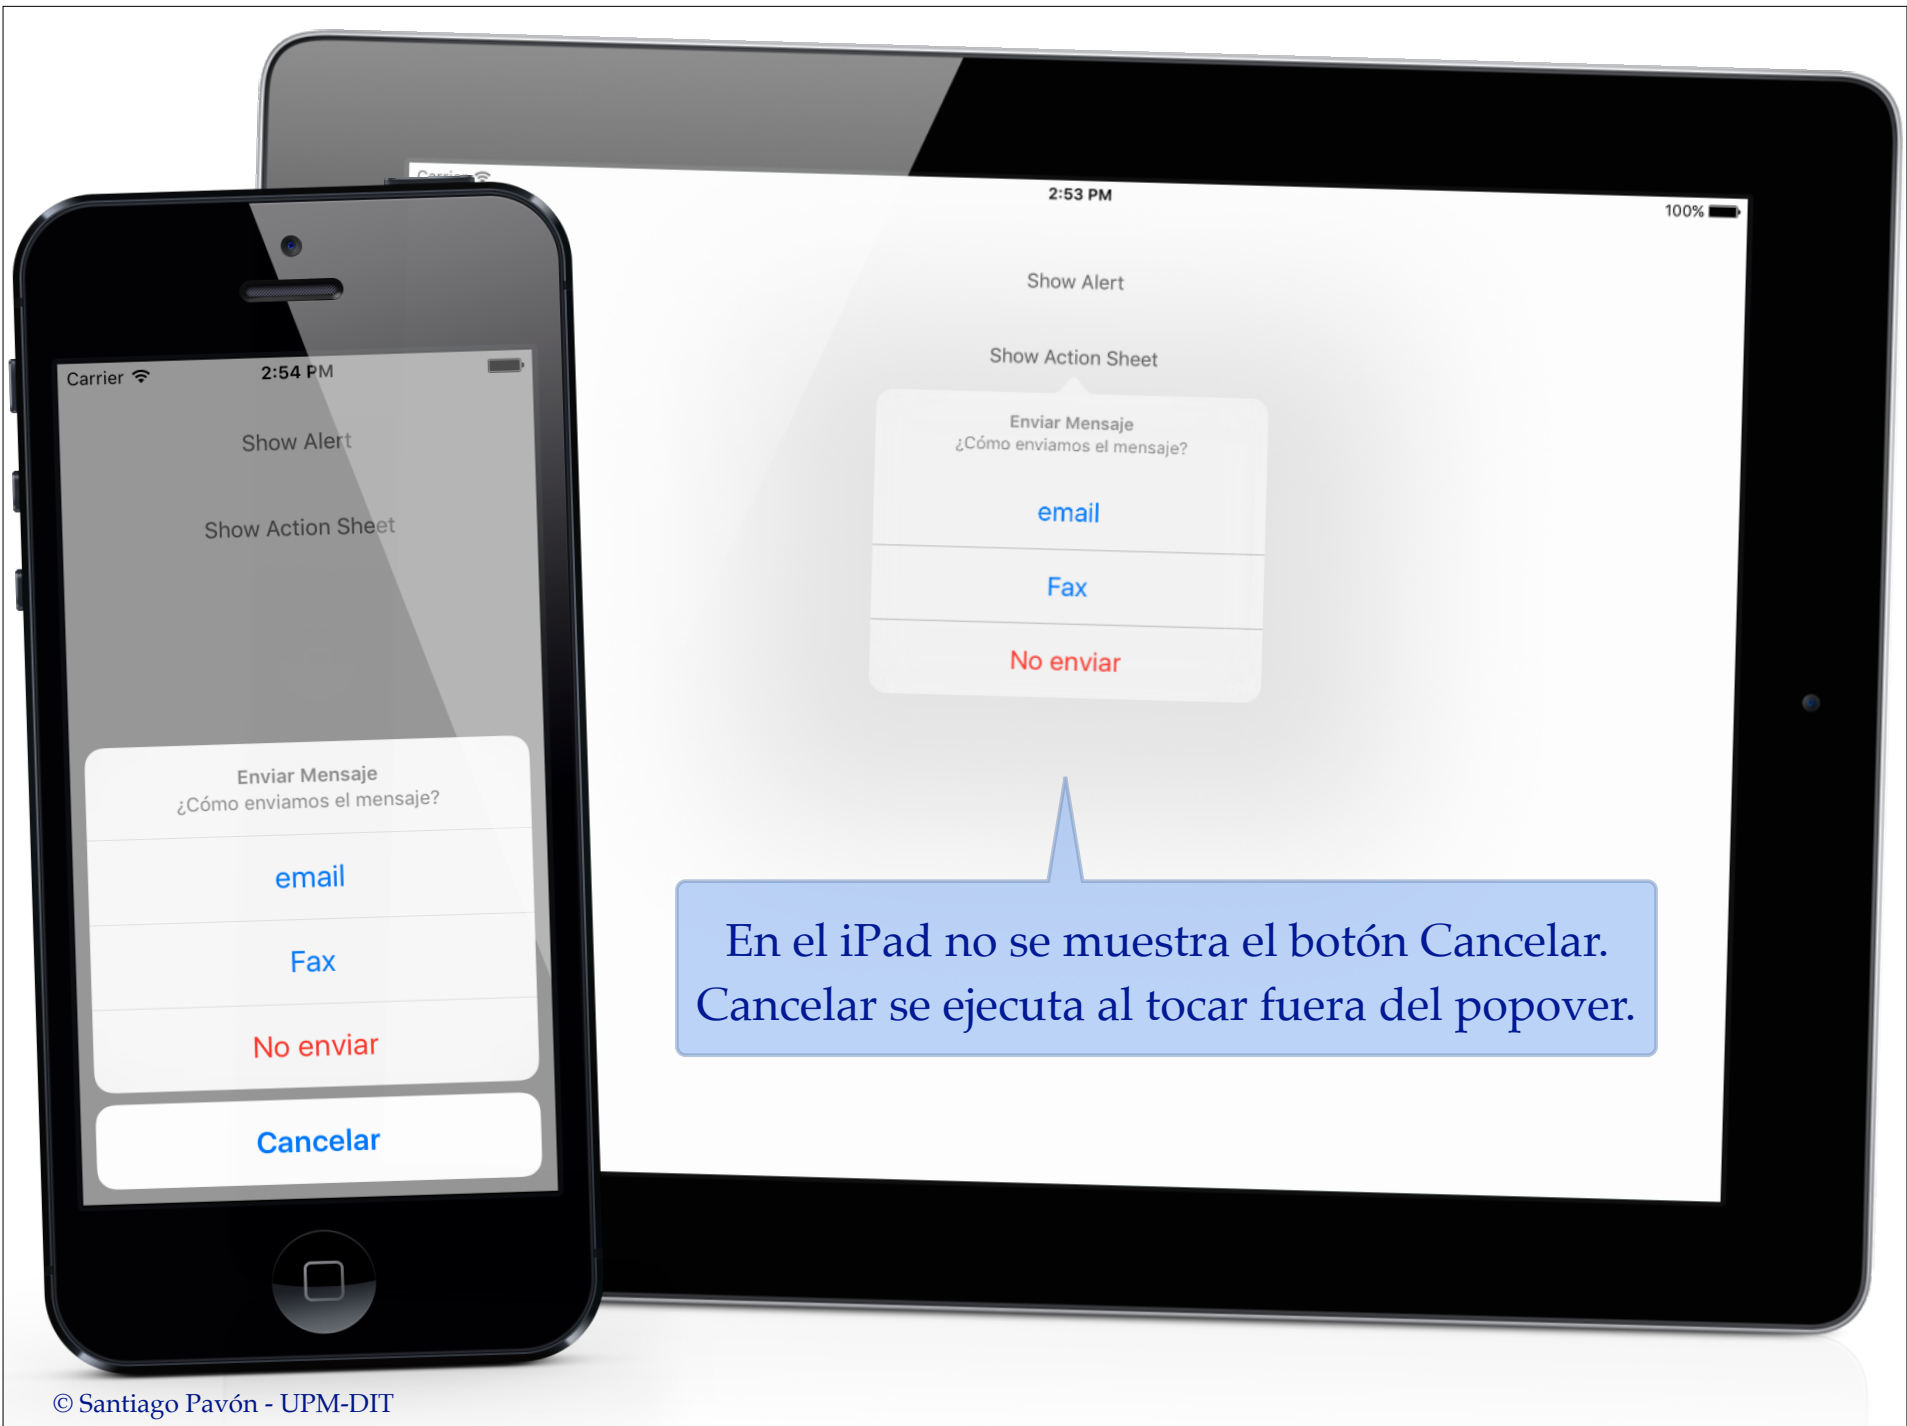 Carrier
2:53 PM
100%
Show Alert
Show Action Sheet
Enviar Mensaje
¿Cómo enviamos el mensaje?
email
Fax
No enviar
Carrier
2:54 PM
Show Alert
Show Action Sheet
Enviar Mensaje
¿Cómo enviamos el mensaje?
email
Fax
No enviar
Cancelar
En el iPad no se muestra el botón Cancelar.
Cancelar se ejecuta al tocar fuera del popover.
© Santiago Pavón - UPM-DIT